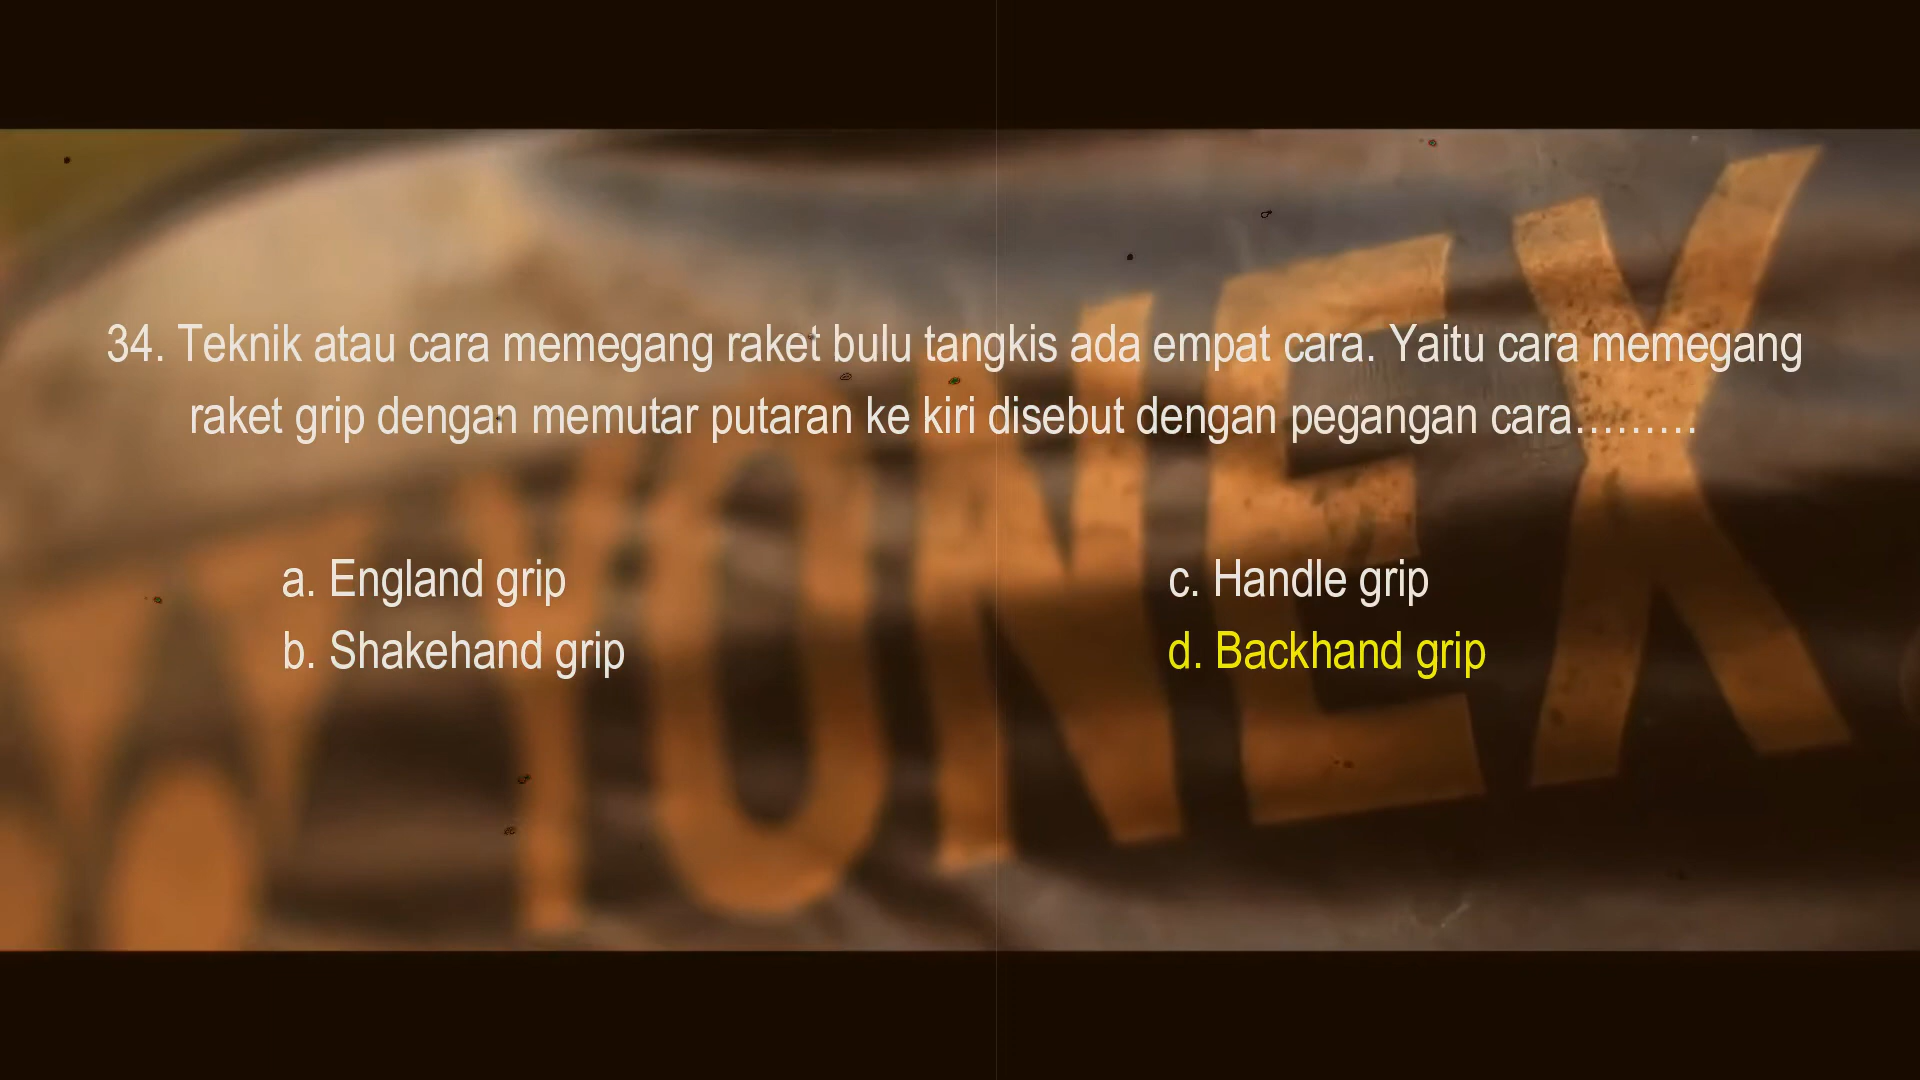 34. Teknik atau cara memegang raket bulu tangkis ada empat cara. Yaitu cara memegang
raket grip dengan memutar putaran ke kiri disebut dengan pegangan cara………
a. England grip
b. Shakehand grip
c. Handle grip
d. Backhand grip
YONEX